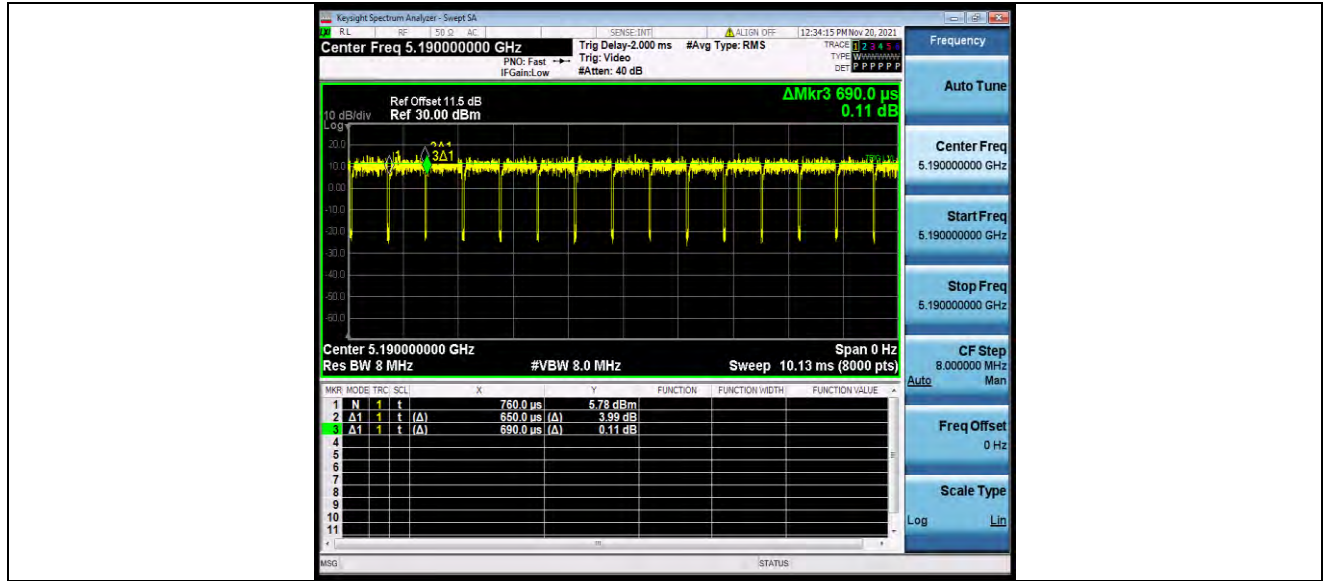 Keysight Spectrum Analyzer - Swept SA
RL RF 50 Ω AC SENSE:INT ALIGN OFF 12:34:15 PM Nov 20, 2021
Center Freq 5.190000000 GHz Trig Delay-2.000 ms #Avg Type: RMS TRACE 1 2 3 4 5 6
PNO: Fast Trig: Video TYPE WWWWWW
IFGain:Low #Atten: 40 dB DET P P P P P P
Frequency
ΔMkr3 690.0 µs
0.11 dB
Ref Offset 11.5 dB
10 dB/div Ref 30.00 dBm
Log
20.0
10.0
0.00
-10.0
-20.0
-30.0
-40.0
-50.0
-60.0
1
3Δ1
Center 5.190000000 GHz Span 0 Hz
Res BW 8 MHz #VBW 8.0 MHz Sweep 10.13 ms (8000 pts)
MKR MODE TRC SCL X Y FUNCTION FUNCTION WIDTH FUNCTION VALUE
1 N 1 t 760.0 µs 5.78 dBm
2 Δ1 1 t (Δ) 650.0 µs (Δ) 3.99 dB
3 Δ1 1 t (Δ) 690.0 µs (Δ) 0.11 dB
4
5
6
7
8
9
10
11
MSG STATUS
Auto Tune
Center Freq
5.190000000 GHz
Start Freq
5.190000000 GHz
Stop Freq
5.190000000 GHz
CF Step
8.000000 MHz
Auto Man
Freq Offset
0 Hz
Scale Type
Log Lin